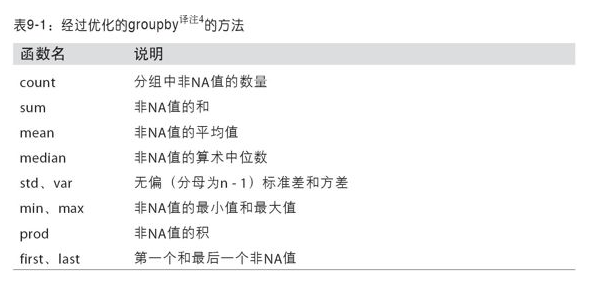 表9-1：经过优化的groupby译注4的方法
函数名 说明
count 分组中非NA值的数量
sum 非NA值的和
mean 非NA值的平均值
median 非NA值的算术中位数
std、var 无偏（分母为n - 1）标准差和方差
min、max 非NA值的最小值和最大值
prod 非NA值的积
first、last 第一个和最后一个非NA值